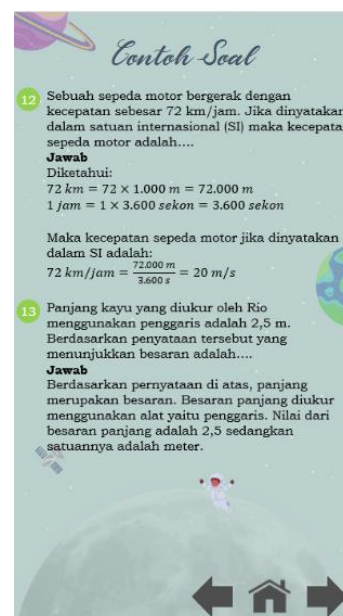 Contoh Soal
12 Sebuah sepeda motor bergerak dengan
kecepatan sebesar 72 km/jam. Jika dinyatakan
dalam satuan internasional (SI) maka kecepata
sepeda motor adalah....
Jawab
Diketahui:
72 km = 72 × 1.000 m = 72.000 m
1 jam = 1 × 3.600 sekon = 3.600 sekon
Maka kecepatan sepeda motor jika dinyatakan
dalam SI adalah:
72 km/jam = 72.000 m / 3.600 s = 20 m/s
13 Panjang kayu yang diukur oleh Rio
menggunakan penggaris adalah 2,5 m.
Berdasarkan penyataan tersebut yang
menunjukkan besaran adalah....
Jawab
Berdasarkan pernyataan di atas, panjang
merupakan besaran. Besaran panjang diukur
menggunakan alat yaitu penggaris. Nilai dari
besaran panjang adalah 2,5 sedangkan
satuannya adalah meter.